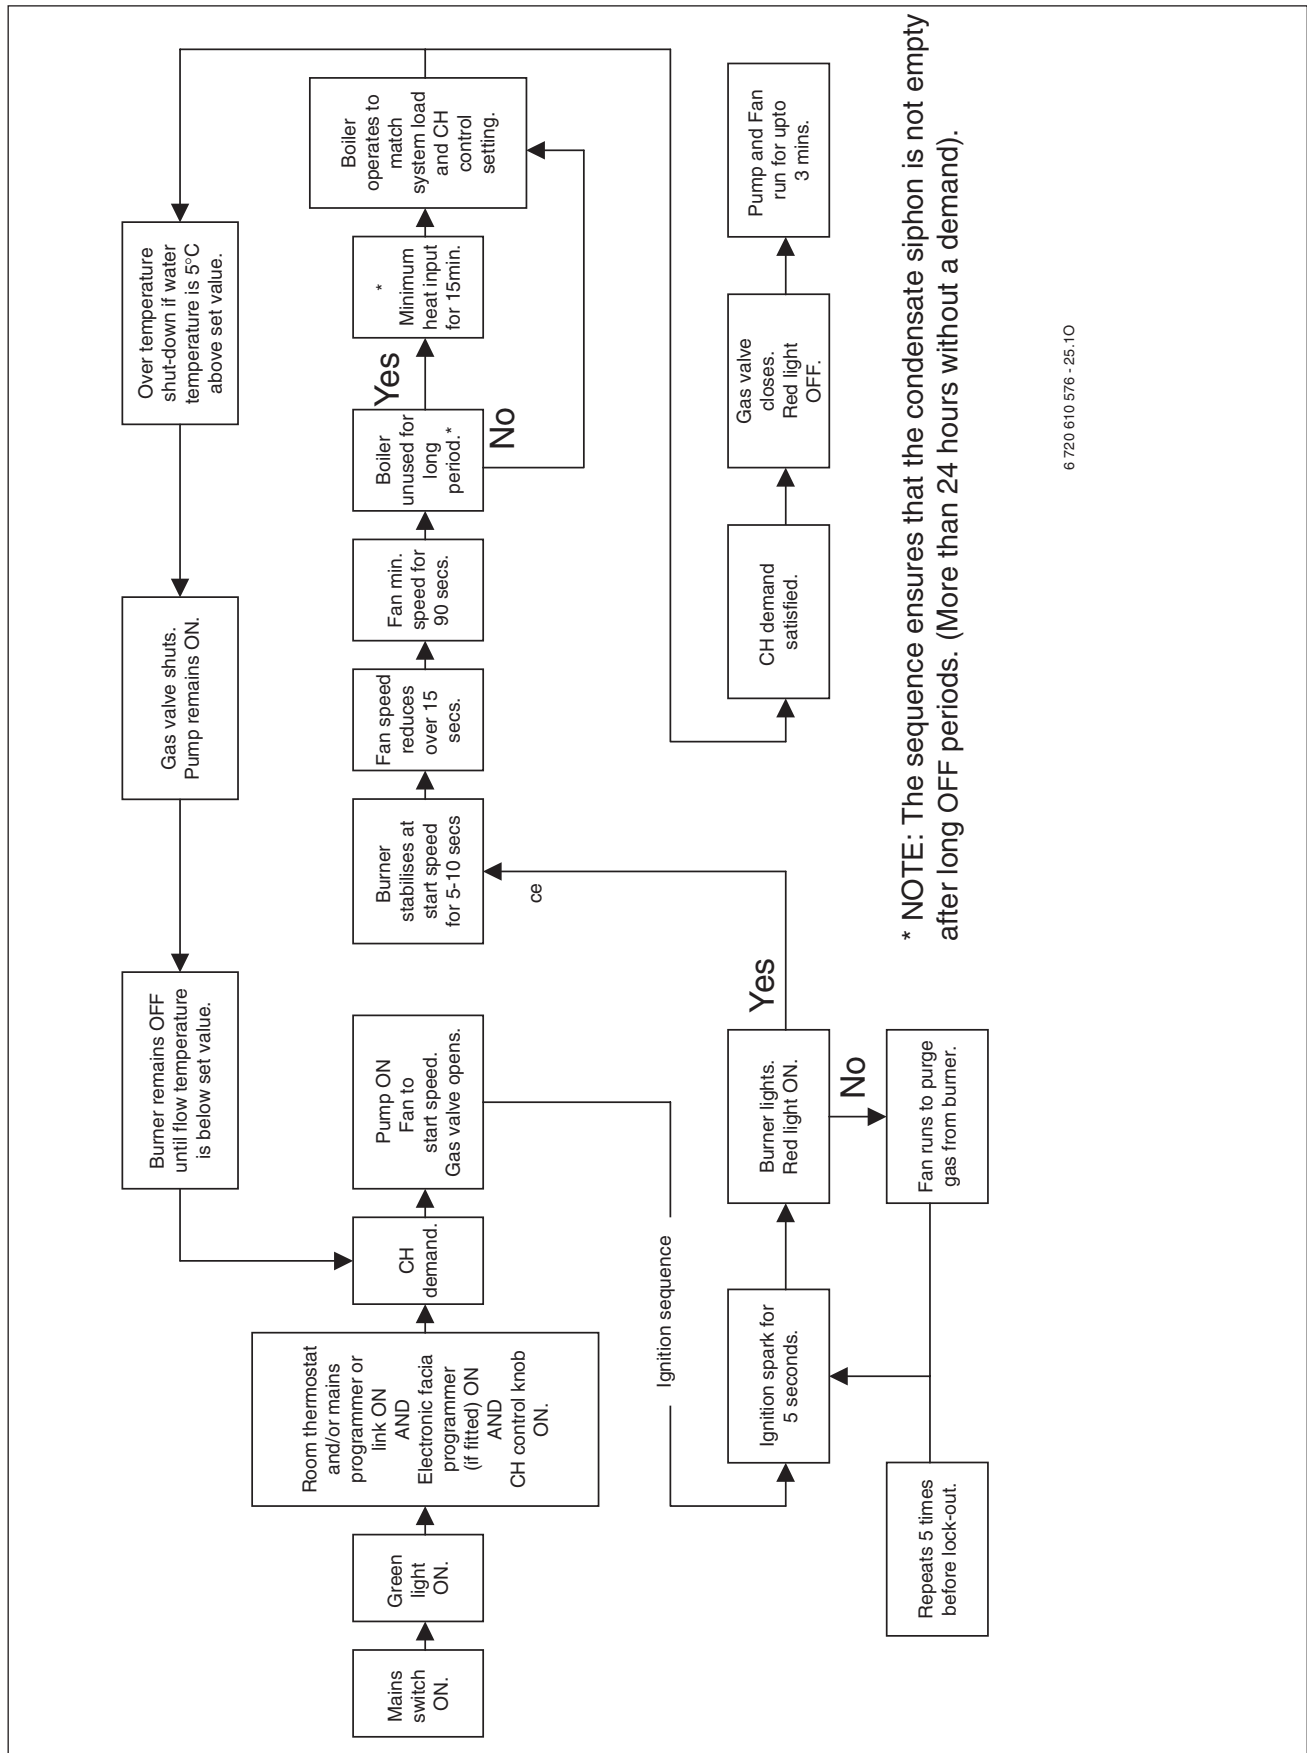 Over temperature
shut-down if water
temperature is 5°C
above set value.
Gas valve shuts.
Pump remains ON.
Burner remains OFF
until flow temperature
is below set value.
Mains
switch
ON.
Green
light
ON.
Room thermostat
and/or mains
programmer or
link ON
AND
Electronic facia
programmer
(if fitted) ON
AND
CH control knob
ON.
CH
demand.
Pump ON
Fan to
start speed.
Gas valve opens.
Burner
stabilises at
start speed
for 5-10 secs
Fan speed
reduces
over 15
secs.
Fan min.
speed for
90 secs.
Boiler
unused for
long
period.*
Yes
No
*
Minimum
heat input
for 15min.
Boiler
operates to
match
system load
and CH
control
setting.
ce
Ignition sequence
Ignition spark for
5 seconds.
Burner lights.
Red light ON.
Yes
No
CH demand
satisfied.
Gas valve
closes.
Red light
OFF.
Pump and Fan
run for upto
3 mins.
Repeats 5 times
before lock-out.
Fan runs to purge
gas from burner.
* NOTE: The sequence ensures that the condensate siphon is not empty
after long OFF periods. (More than 24 hours without a demand).
6 720 610 576 - 25.1O